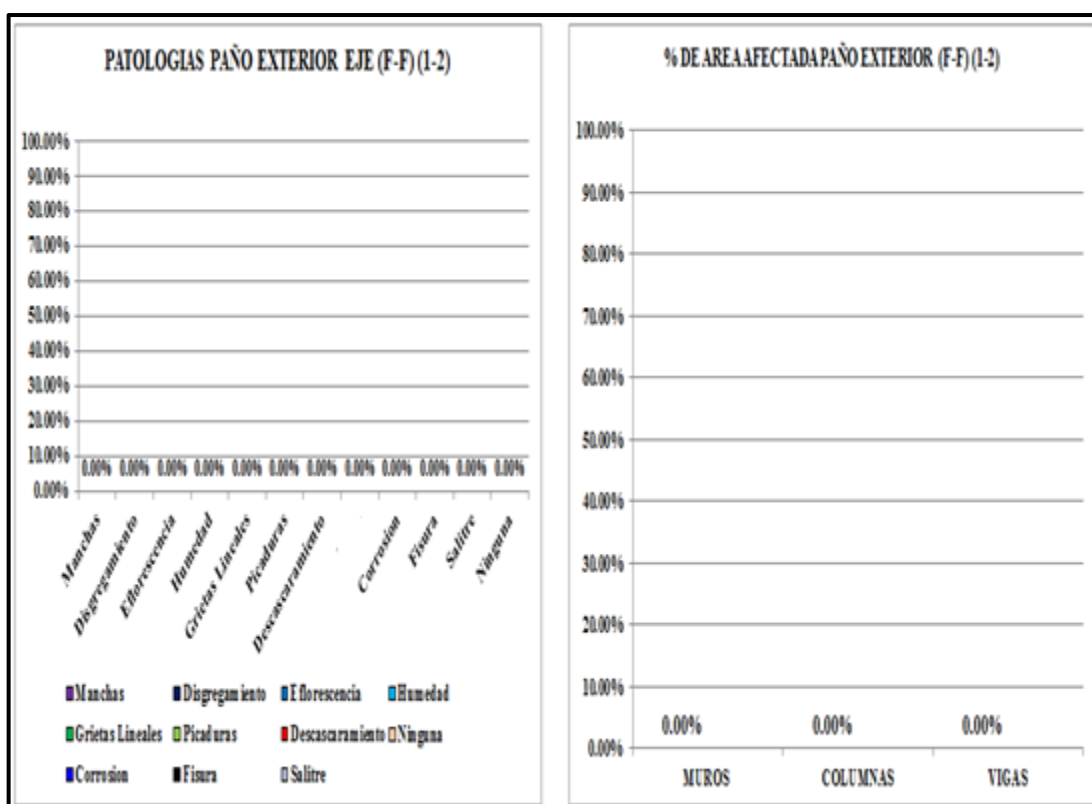 PATOLOGIAS PAÑO EXTERIOR EJE (F-F) (1-2)
100.00%
90.00%
80.00%
70.00%
60.00%
50.00%
40.00%
30.00%
20.00%
10.00%
0.00%
0.00% 0.00% 0.00% 0.00% 0.00% 0.00% 0.00% 0.00% 0.00% 0.00% 0.00% 0.00%
Manchas
Disgregamiento
Eflorescencia
Humedad
Grietas Lineales
Picaduras
Descascaramiento
Corrosion
Fisura
Salitre
Ninguna
Manchas Disgregamiento Eflorescencia Humedad
Grietas Lineales Picaduras Descascaramiento Ninguna
Corrosion Fisura Salitre
% DE AREA AFECTADA PAÑO EXTERIOR (F-F) (1-2)
100.00%
90.00%
80.00%
70.00%
60.00%
50.00%
40.00%
30.00%
20.00%
10.00%
0.00%
0.00% 0.00% 0.00%
MUROS COLUMNAS VIGAS